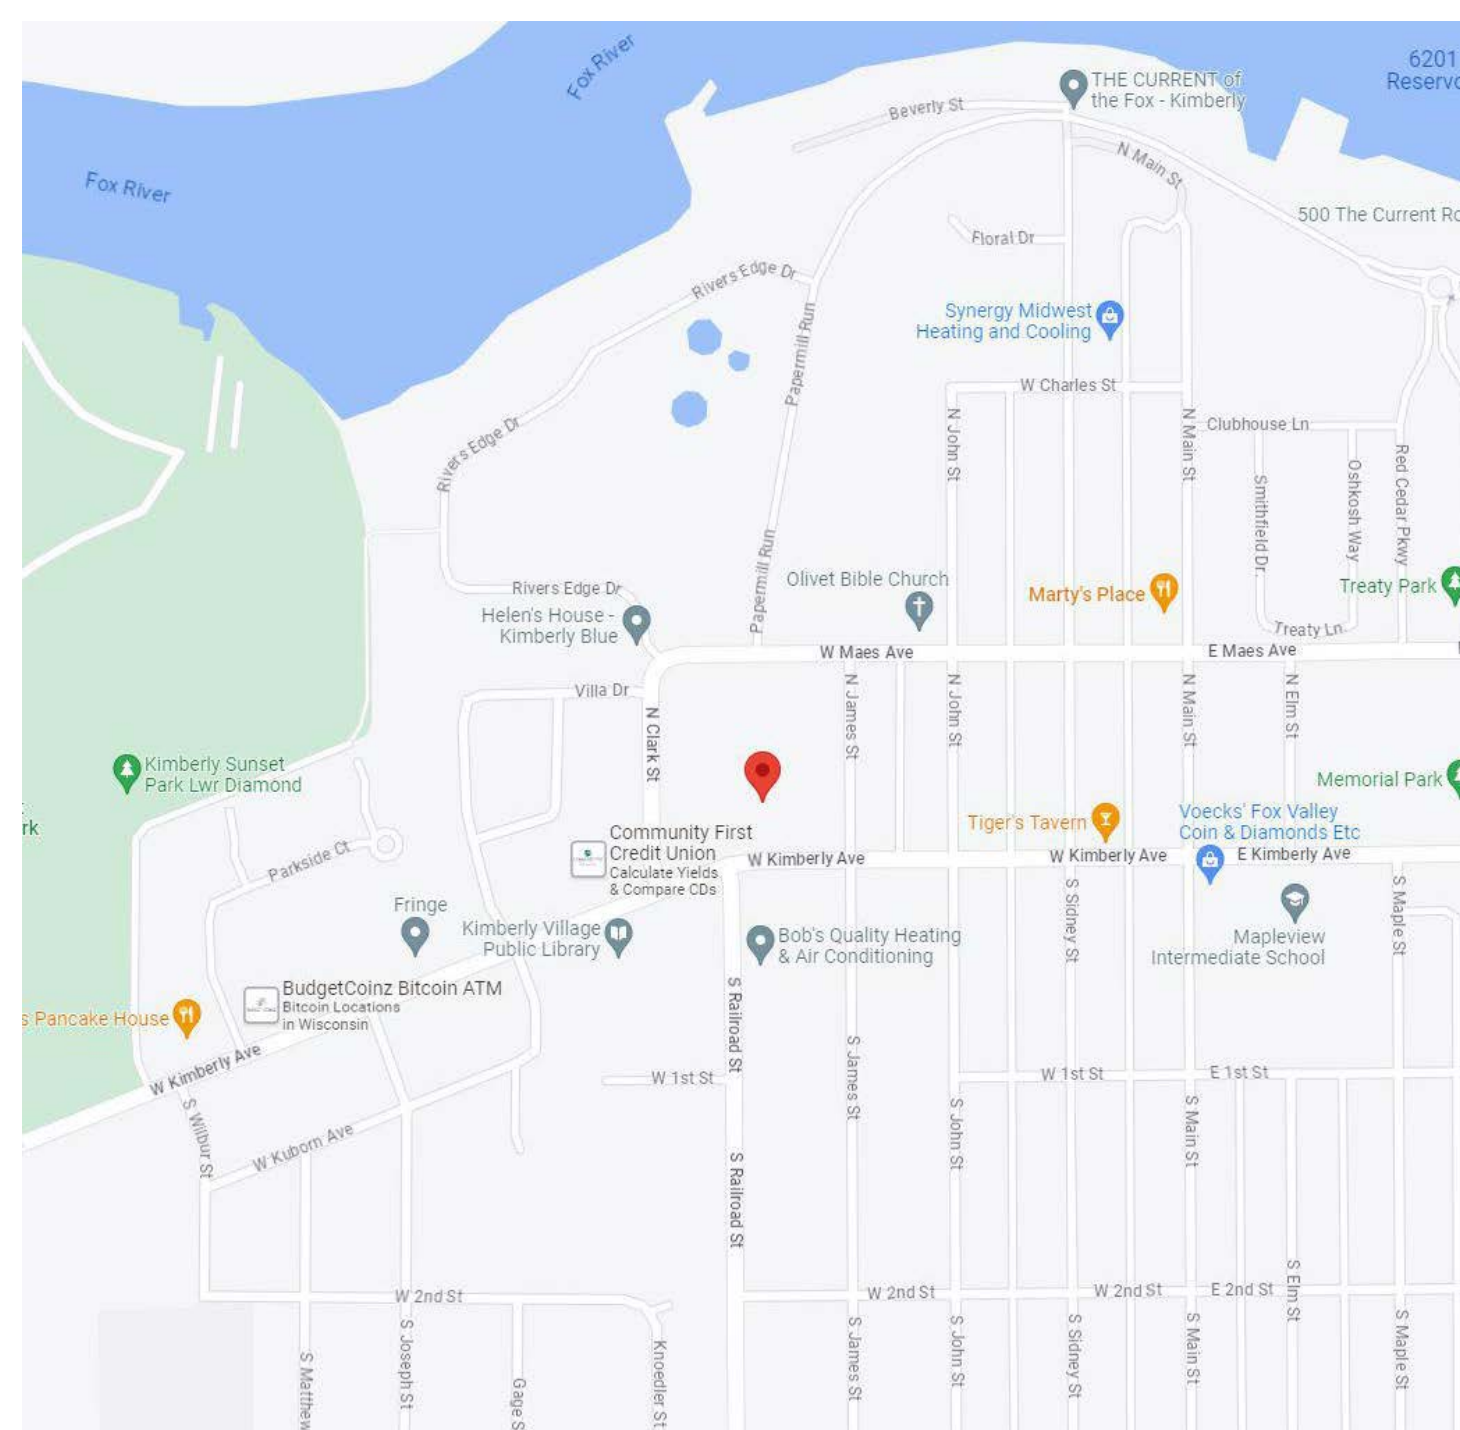 Fox River
6201
Reservo
THE CURRENT of
the Fox - Kimberly
Beverly St
N Main St
Fox River
500 The Current Ro
Floral Dr
Rivers Edge Dr
Synergy Midwest
Heating and Cooling
Papermill Run
W Charles St
N John St
N Main St
Clubhouse Ln
Rivers Edge Dr
Smithfield Dr.
Oshkosh Way
Red Cedar Pkwy
Papermill Run
Olivet Bible Church
Marty's Place
Treaty Park
Rivers Edge Dr
Helen's House -
Kimberly Blue
Treaty Ln
W Maes Ave
E Maes Ave
Villa Dr
N Clark St
N James St
N John St
N Main St
N Elm St
Kimberly Sunset
Park Lwr Diamond
Memorial Park
rk
Tiger's Tavern
Voecks' Fox Valley
Coin & Diamonds Etc
Community First
Credit Union
Calculate Yields
& Compare CDs
W Kimberly Ave
W Kimberly Ave
E Kimberly Ave
Parkside Ct
Fringe
Kimberly Village
Public Library
Bob's Quality Heating
& Air Conditioning
S Sidney St
Mapleview
Intermediate School
S Maple St
BudgetCoinz Bitcoin ATM
Bitcoin Locations
in Wisconsin
s Pancake House
W Kimberly Ave
S Railroad St
S James St
W 1st St
W 1st St
E 1st St
S Wilbur St
W Kuborn Ave
S John St
S Main St
S Railroad St
W 2nd St
W 2nd St
W 2nd St
E 2nd St
S Elm St
S Matthew
S Joseph St
Gage S
Knoedler St
S James St
S John St
S Sidney St
S Main St
S Maple St